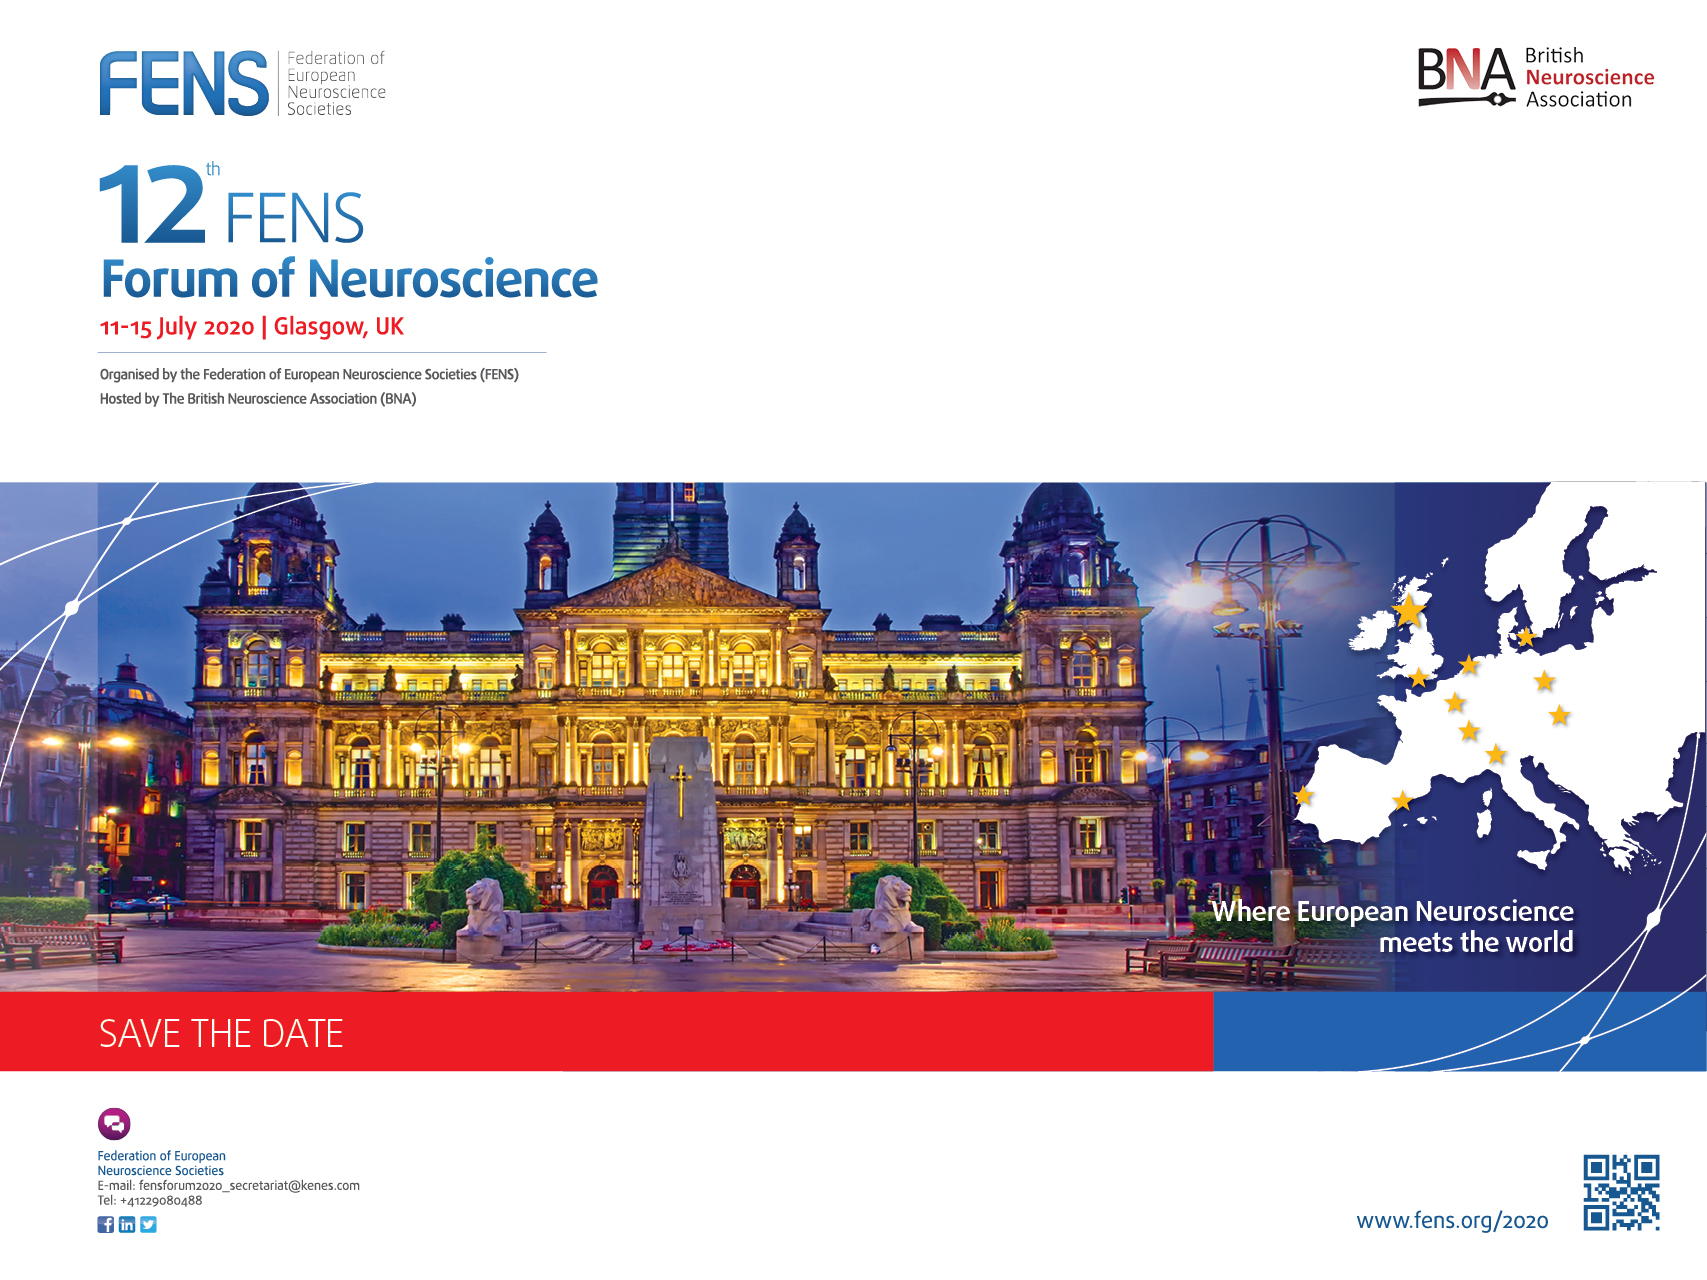 FENS
Federation of
European
Neuroscience
Societies
BNA
British
Neuroscience
Association
12th FENS
Forum of Neuroscience
11-15 July 2020 | Glasgow, UK
Organised by the Federation of European Neuroscience Societies (FENS)
Hosted by The British Neuroscience Association (BNA)
Where European Neuroscience
meets the world
SAVE THE DATE
Federation of European
Neuroscience Societies
E-mail: fensforum2020_secretariat@kenes.com
Tel: +41229080488
www.fens.org/2020